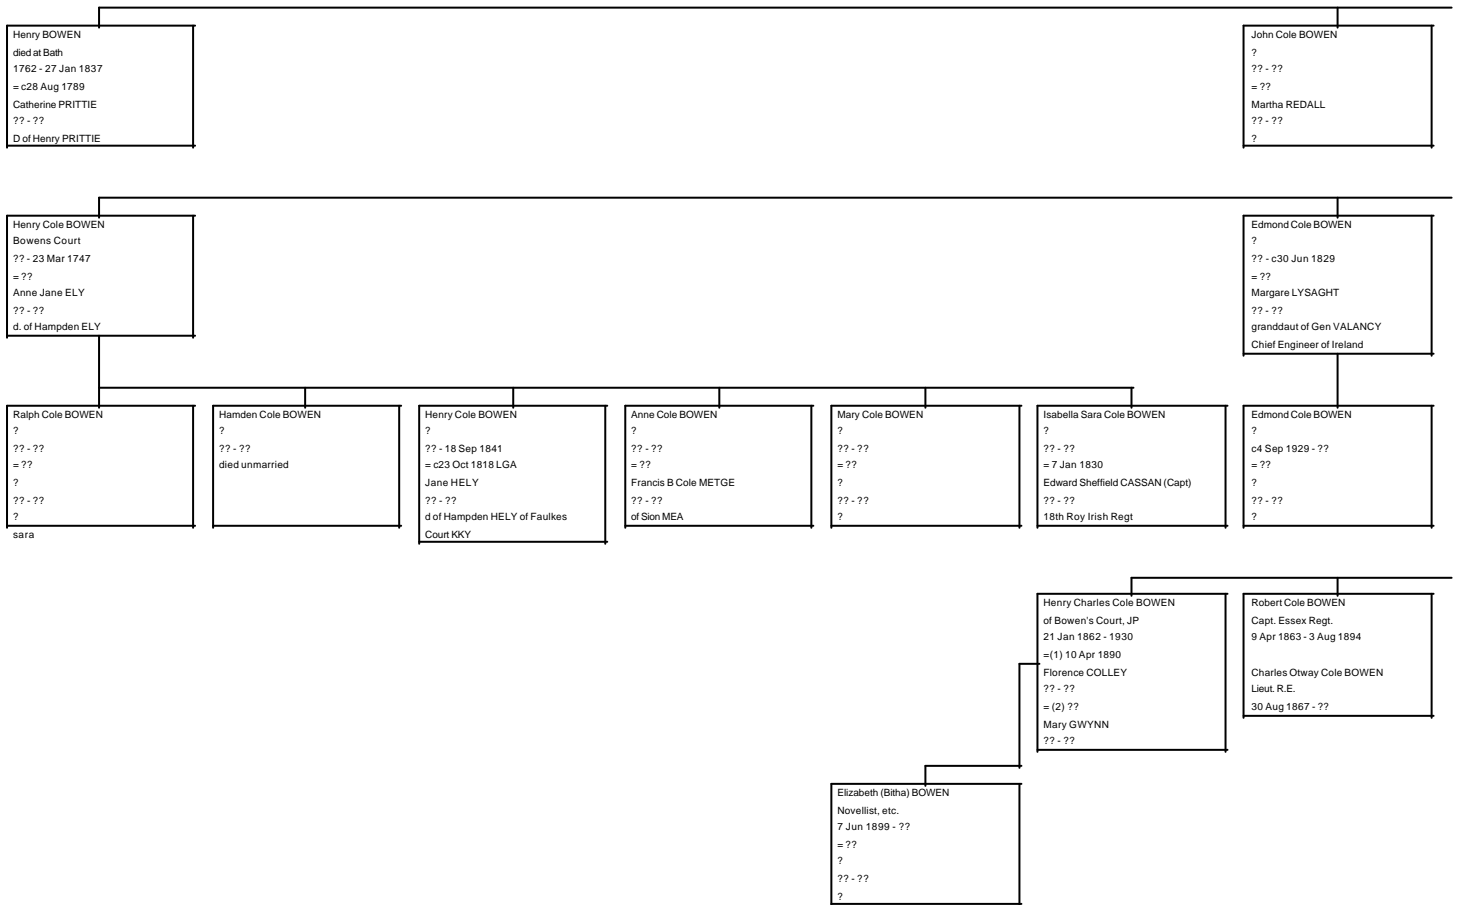 Henry BOWEN
died at Bath
1762 - 27 Jan 1837
= c28 Aug 1789
Catherine PRITTIE
?? - ??
D of Henry PRITTIE
John Cole BOWEN
?
?? - ??
= ??
Martha REDALL
?? - ??
?
Henry Cole BOWEN
Bowens Court
?? - 23 Mar 1747
= ??
Anne Jane ELY
?? - ??
d. of Hampden ELY
Edmond Cole BOWEN
?
?? - c30 Jun 1829
= ??
Margare LYSAGHT
?? - ??
granddaut of Gen VALANCY
Chief Engineer of Ireland
Ralph Cole BOWEN
?
?? - ??
= ??
?
?? - ??
?
sara
Hamden Cole BOWEN
?
?? - ??
died unmarried
Henry Cole BOWEN
?
?? - 18 Sep 1841
= c23 Oct 1818 LGA
Jane HELY
?? - ??
d of Hampden HELY of Faulkes
Court KKY
Anne Cole BOWEN
?
?? - ??
= ??
Francis B Cole METGE
?? - ??
of Sion MEA
Mary Cole BOWEN
?
?? - ??
= ??
?
?? - ??
?
Isabella Sara Cole BOWEN
?
?? - ??
= 7 Jan 1830
Edward Sheffield CASSAN (Capt)
?? - ??
18th Roy Irish Regt
Edmond Cole BOWEN
?
c4 Sep 1929 - ??
= ??
?
?? - ??
?
Henry Charles Cole BOWEN
of Bowen's Court, JP
21 Jan 1862 - 1930
=(1) 10 Apr 1890
Florence COLLEY
?? - ??
= (2) ??
Mary GWYNN
?? - ??
Robert Cole BOWEN
Capt. Essex Regt.
9 Apr 1863 - 3 Aug 1894
Charles Otway Cole BOWEN
Lieut. R.E.
30 Aug 1867 - ??
Elizabeth (Bitha) BOWEN
Novellist, etc.
7 Jun 1899 - ??
= ??
?
?? - ??
?